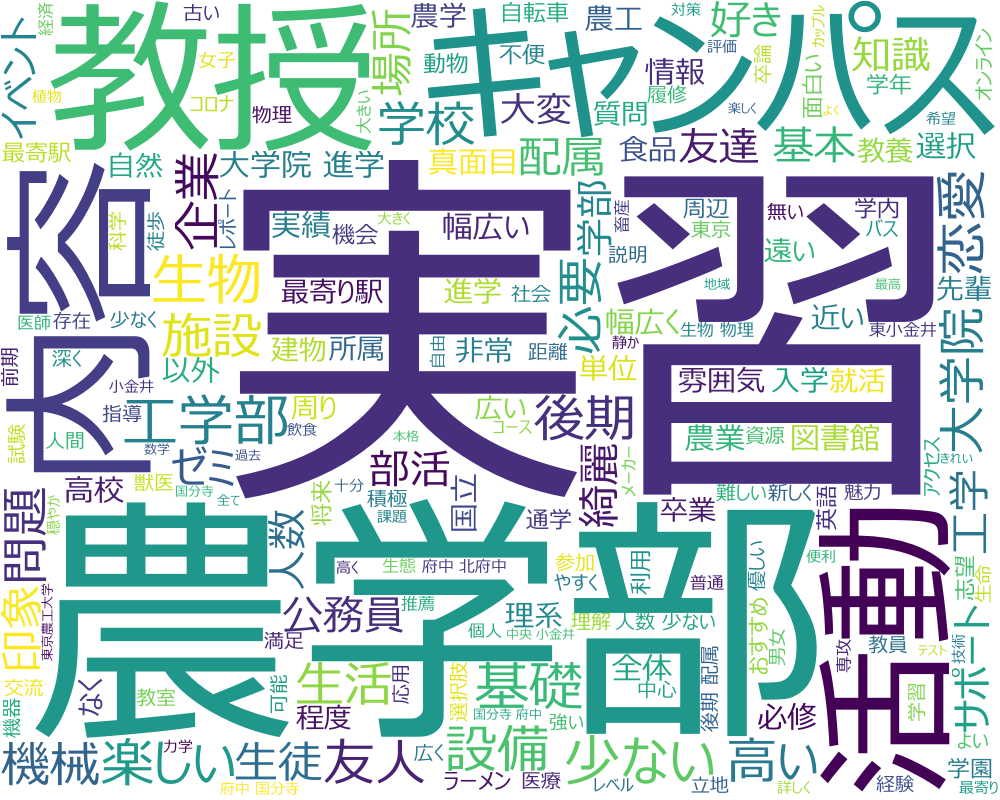 経済
古い
教授
農学
自転車
農工
好き
対策
カップル
キャンパス
イベント
女子
場所
動物
不便
情報
評価
卒論
面白い
知識
オンライン
植物
コロナ
大きい
学校
大変
質問
履修
楽しく
よく
学年
希望
最寄駅
物理
自然
大学院 進学
真面目
配属
食品
友達
基本
教養
選択
内容
科学
徒歩
企業
レポート
実績
機会
大きく
幅広い
実習
学部
畜産
周辺
東京
無い
学内
バス
恋愛
生物
最寄り駅
進学
社会
必要
説明
遠い
地域
最高
先輩
医師
存在
少なく
施設
幅広く
生物 物理
静か
近い
東小金井
前期
深く
小金井
建物
所属
自由
非常
距離
指導
以外
単位
雰囲気
入学
就活
大学院
試験
人間
数学
工学部
周り
飲食
広い
コース
後期
農業
資源
図書館
アクセス
きれい
獣医
ゼミ
過去
本格
部活
メーカー
綺麗
高校
国分寺
全て
十分
積極
課題
国立
通学
卒業
難しい
新しく
英語
魅力
工学
問題
穏やか
将来
人数
農学部
生態
府中 北府中
参加
やすく
利用
普通
おすすめ
優しい
男女
便利
志望
生命
活動
印象
東京農工大学
公務員
高く
推薦
理系
理解
人数 少ない
満足
個人
中央 小金井
専攻
教員
テスト
技術
サポート
交流
機器
なく
教室
可能
生活
応用
選択肢
基礎
全体
中心
後期 配属
国分寺 府中
強い
程度
必修
学習
よい
機械
楽しい
力学
生徒
友人
広く
設備
少ない
高い
学園
府中 国分寺
ラーメン
医療
レベル
立地
詳しく
経験
最寄り